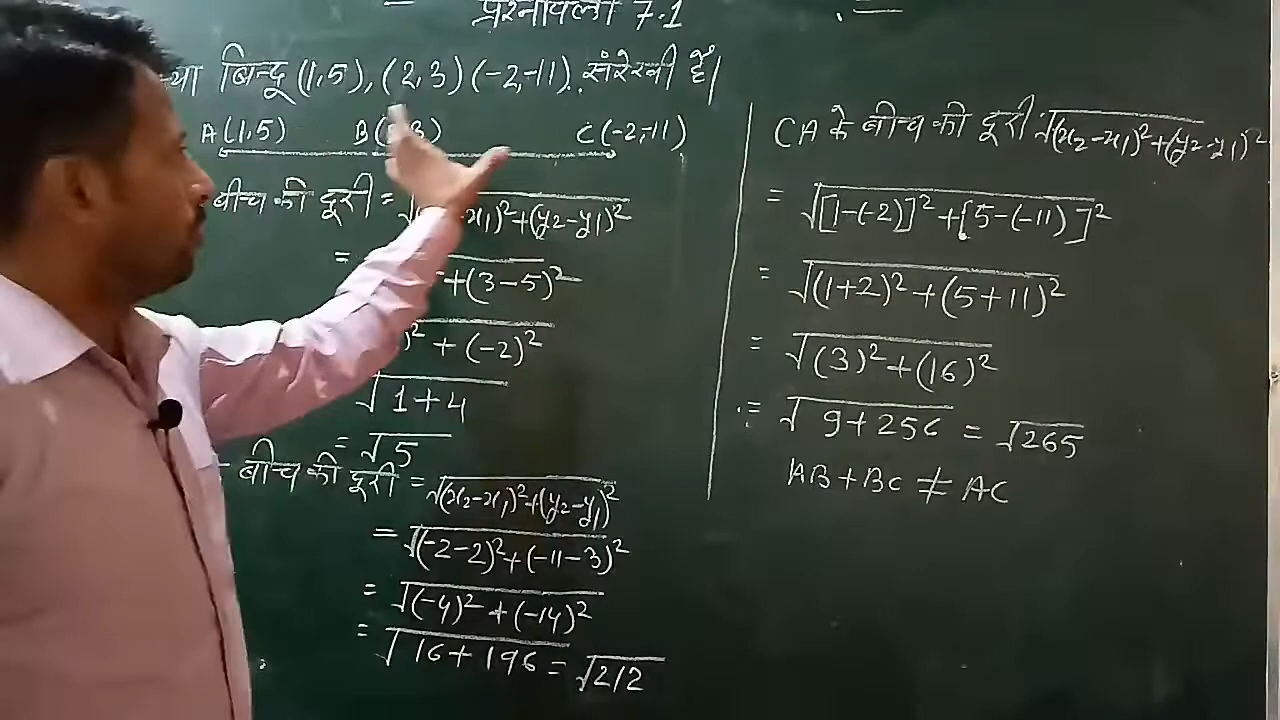 प्रश्नावली 7.1
क्या बिन्दू (1,5), (2,3) (-2,-11). संरेखी हैं।
A(1,5) B( 3) C(-2,-11)
बीच की दूरी = √ x₁)²+(y₂-y₁)²
= +(3-5)²
)² + (-2)²
√1+4
= √5
बीच की दूरी = √(x₂-x₁)²+(y₂-y₁)²
= √(-2-2)²+(-11-3)²
= √(-4)²+(-14)²
= √16+196 = √212
CA के बीच की दूरी √(x₂-x₁)²+(y₂-y₁)²
= √[1-(-2)]²+[5-(-11)]²
= √(1+2)²+(5+11)²
= √(3)²+(16)²
= √9+256 = √265
AB+BC ≠ AC